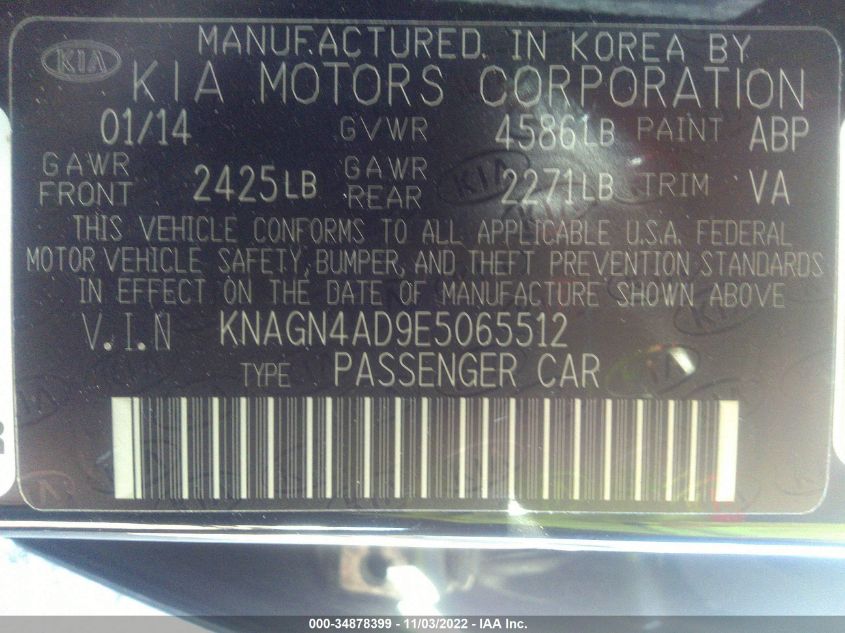 KIA
MANUFACTURED IN KOREA BY
KIA MOTORS CORPORATION
01/14 GVWR 4586LB PAINT ABP
GAWR FRONT 2425LB GAWR REAR 2271LB TRIM VA
THIS VEHICLE CONFORMS TO ALL APPLICABLE U.S.A. FEDERAL
MOTOR VEHICLE SAFETY, BUMPER, AND THEFT PREVENTION STANDARDS
IN EFFECT ON THE DATE OF MANUFACTURE SHOWN ABOVE
V.I.N KNAGN4AD9E5065512
TYPE PASSENGER CAR
000-34878399 - 11/03/2022 - IAA Inc.